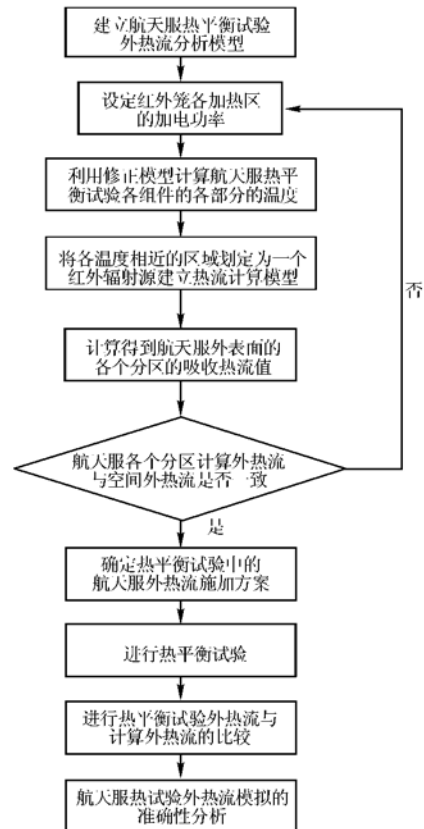 建立航天服热平衡试验
外热流分析模型
设定红外笼各加热区
的加电功率
利用修正模型计算航天服热平
衡试验各组件的各部分的温度
将各温度相近的区域划定为一个
红外辐射源建立热流计算模型
否
计算得到航天服外表面的
各个分区的吸收热流值
航天服各个分区计算外热流
与空间外热流是否一致
是
确定热平衡试验中的
航天服外热流施加方案
进行热平衡试验
进行热平衡试验外热流与
计算外热流的比较
航天服热试验外热流模拟的
准确性分析